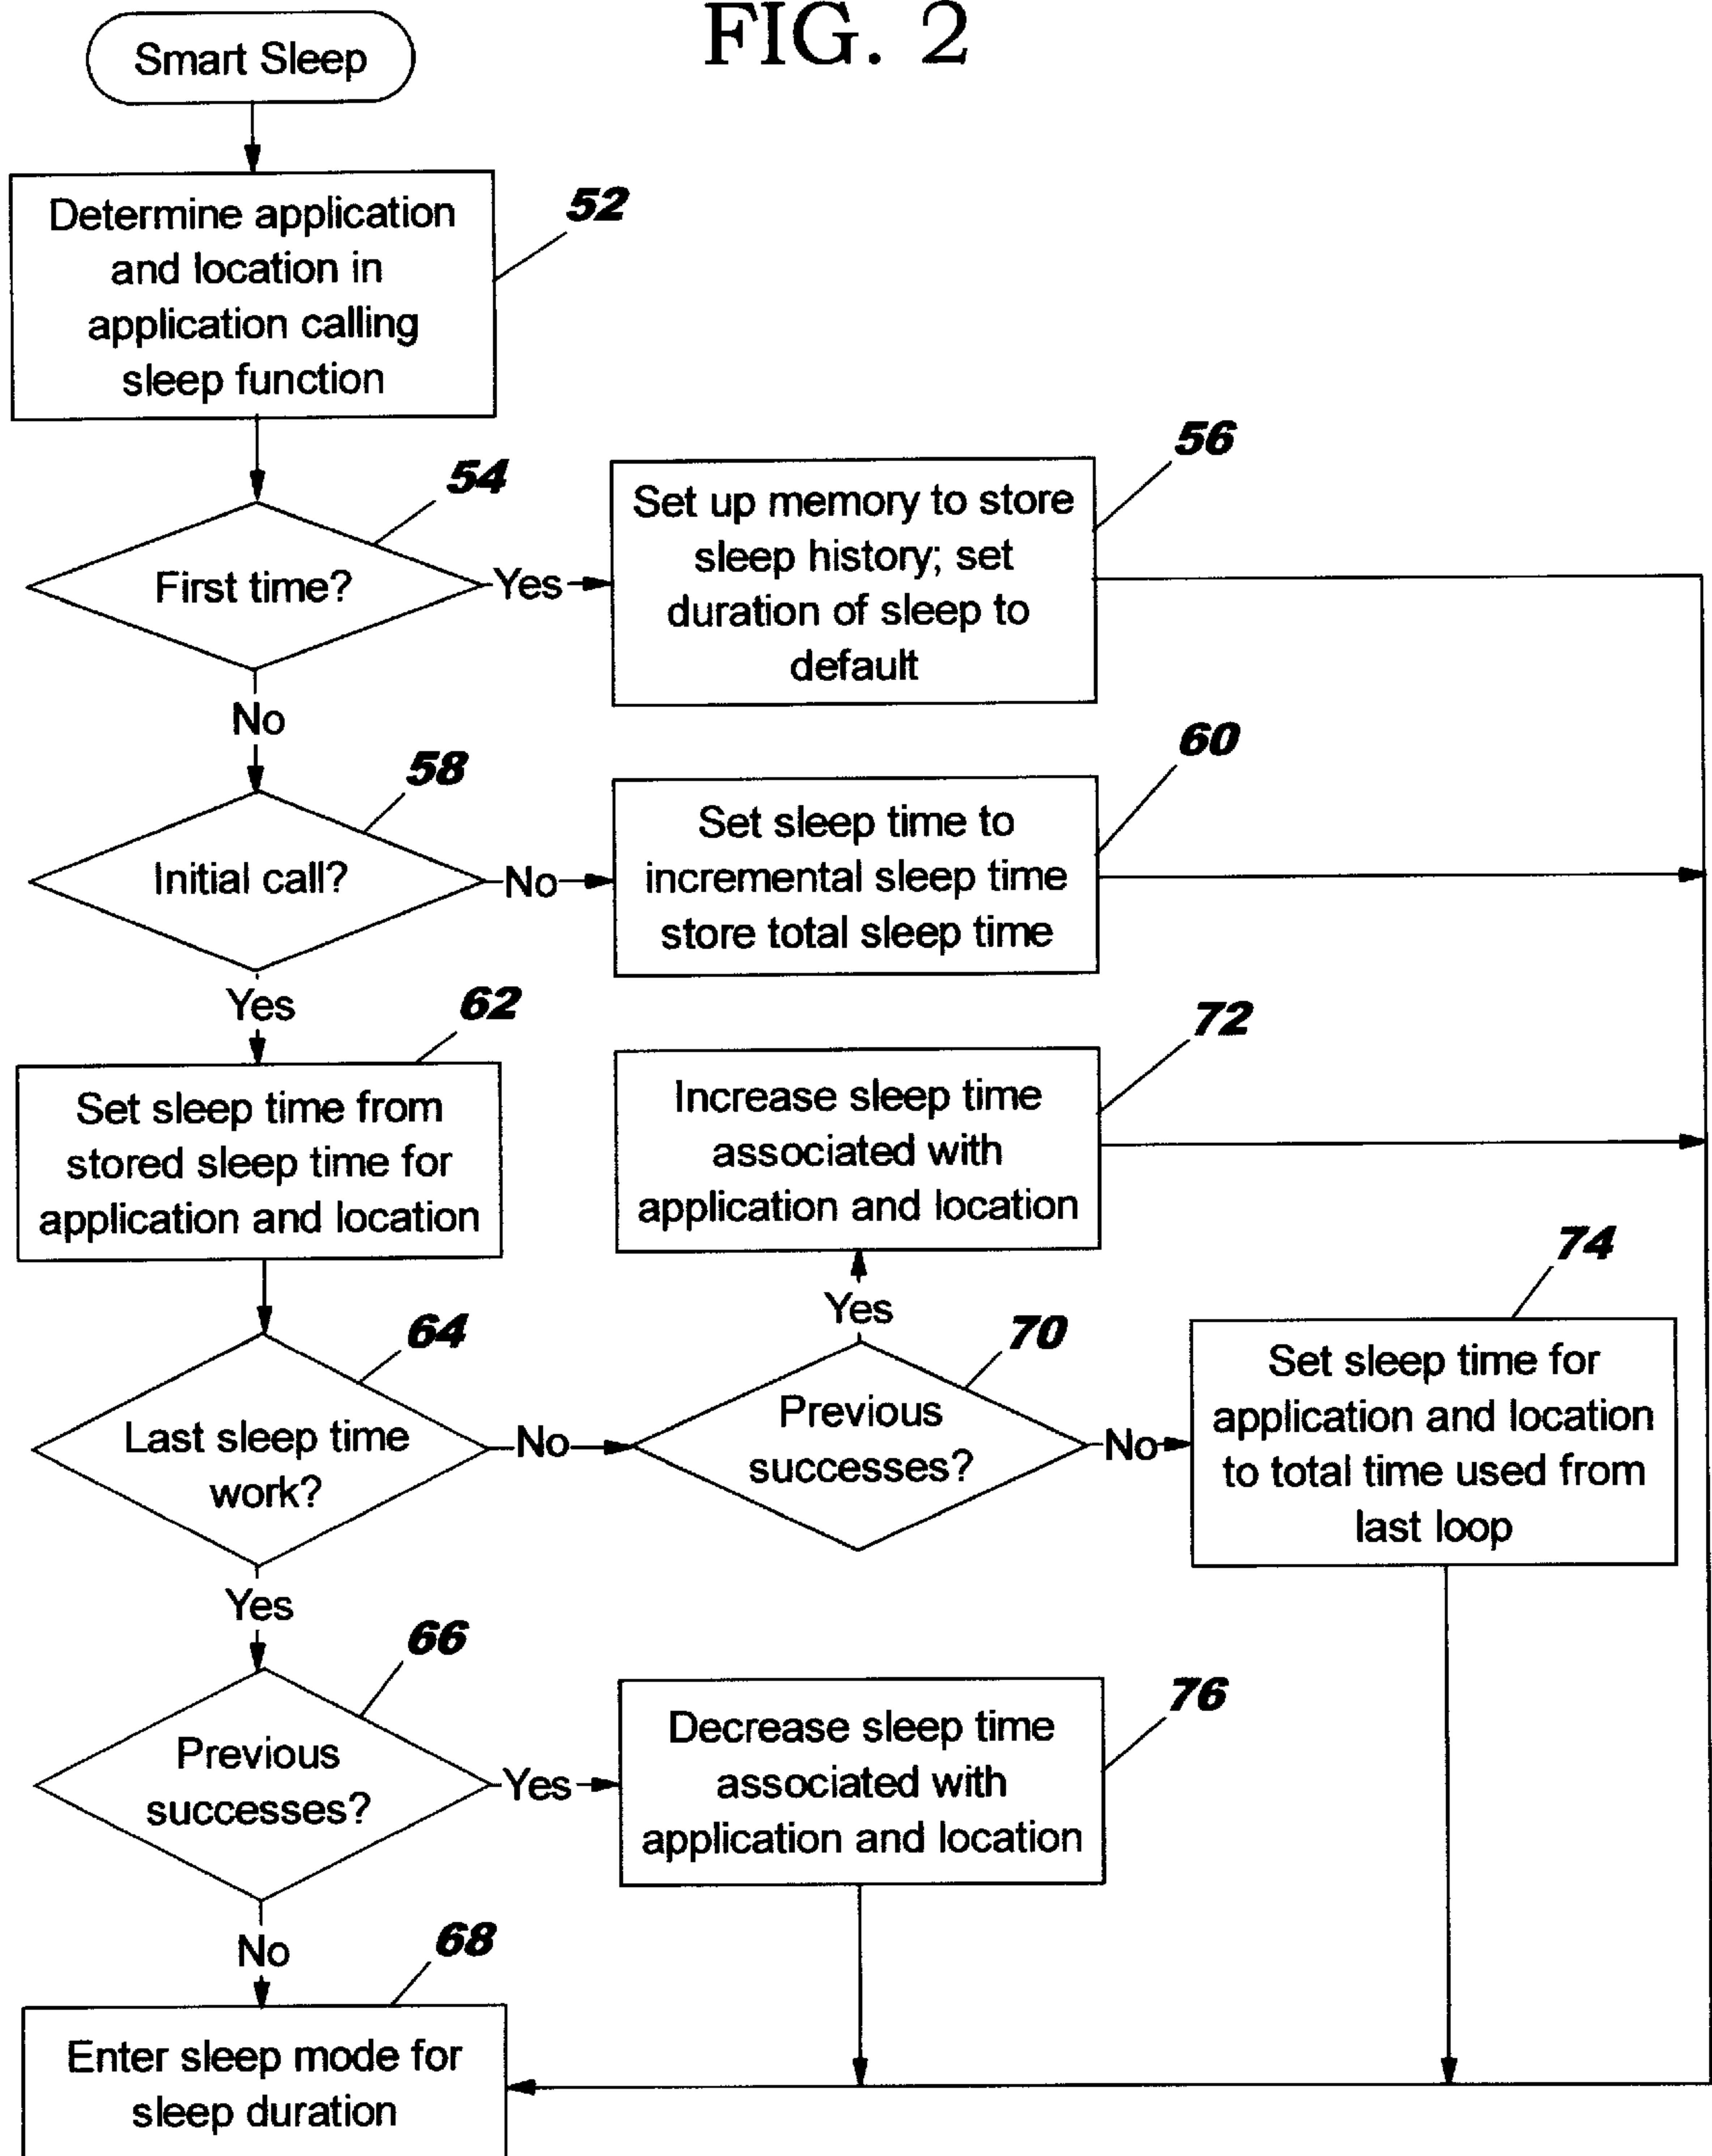 FIG. 2
Smart Sleep
Determine application
and location in
application calling
sleep function
52
54
First time?
Yes
56
Set up memory to store
sleep history; set
duration of sleep to
default
No
58
Initial call?
No
60
Set sleep time to
incremental sleep time
store total sleep time
Yes
62
Set sleep time from
stored sleep time for
application and location
72
Increase sleep time
associated with
application and location
Yes
64
Last sleep time
work?
No
70
Previous
successes?
No
74
Set sleep time for
application and location
to total time used from
last loop
Yes
66
Previous
successes?
Yes
76
Decrease sleep time
associated with
application and location
No
68
Enter sleep mode for
sleep duration